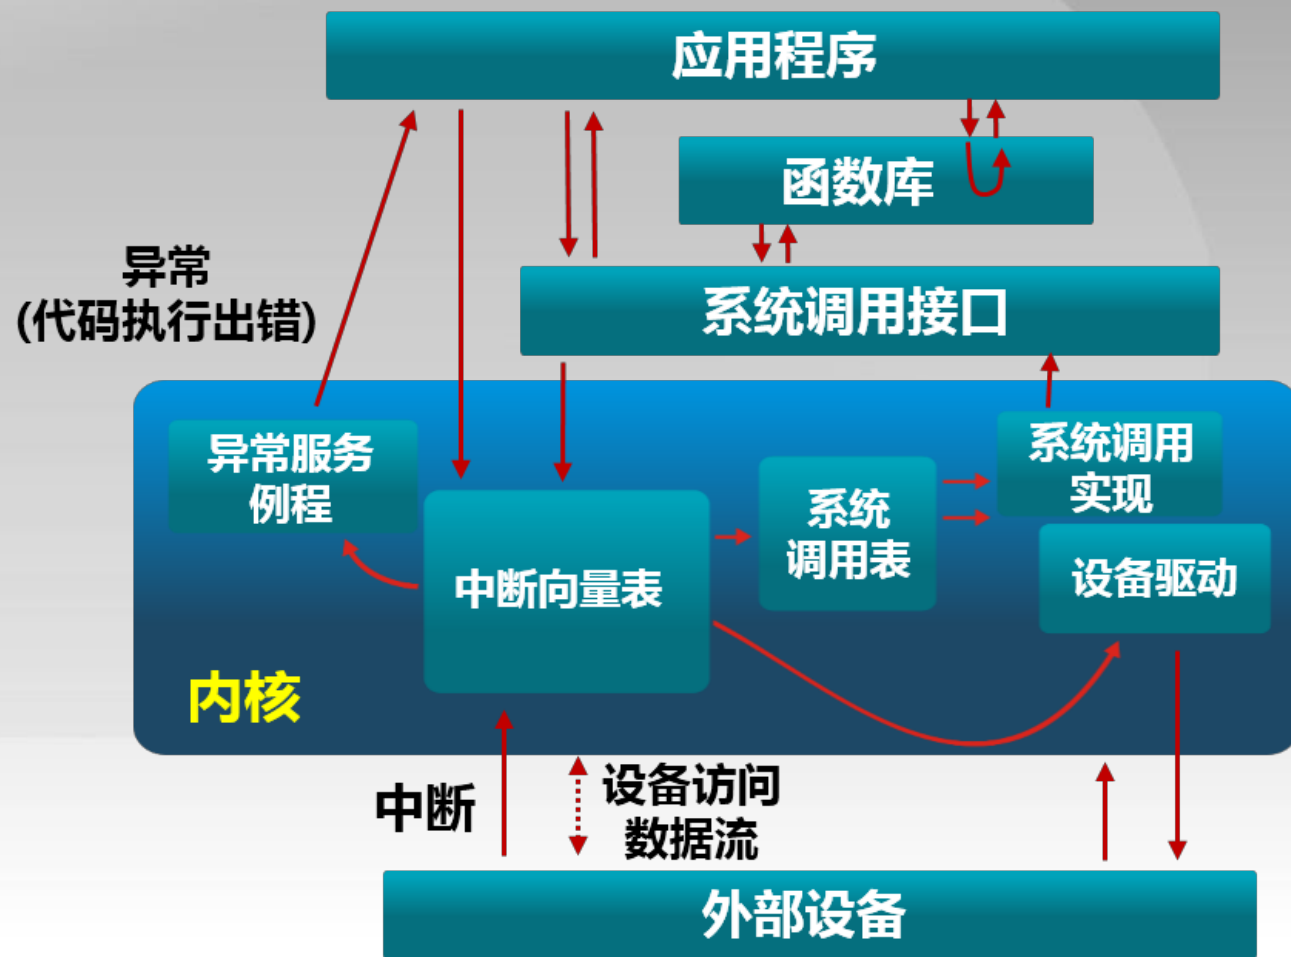 应用程序
函数库
异常
(代码执行出错)
系统调用接口
异常服务
例程
系统调用
实现
系统
调用表
中断向量表
设备驱动
内核
中断
设备访问
数据流
外部设备